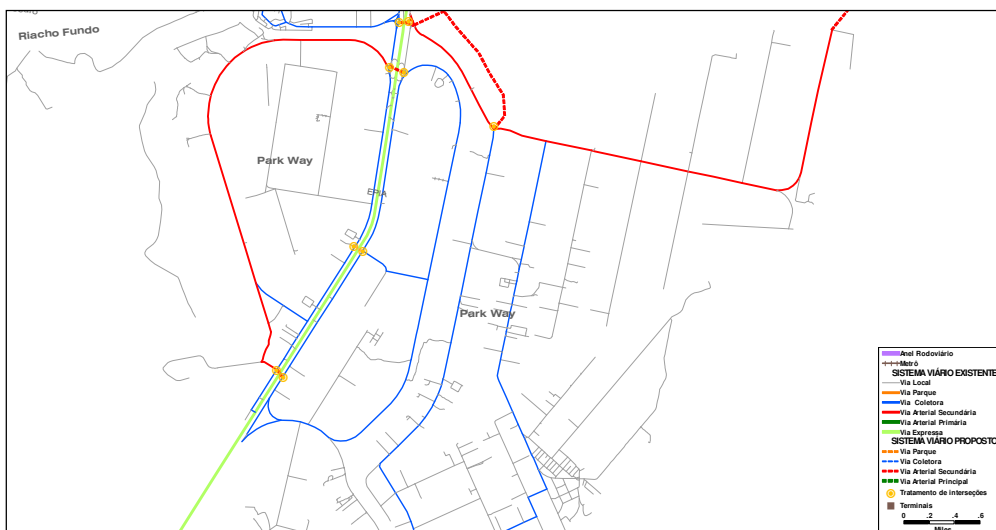 Riacho Fundo
Park Way
EPIA
Park Way
Anel Rodoviário
Metrô
SISTEMA VIÁRIO EXISTENTE
Via Local
Via Parque
Via Coletora
Via Arterial Secundária
Via Arterial Primária
Via Expressa
SISTEMA VIÁRIO PROPOSTO
Via Parque
Via Coletora
Via Arterial Secundária
Via Arterial Principal
Tratamento de interseções
Terminais
0 .2 .4 .6
Miles